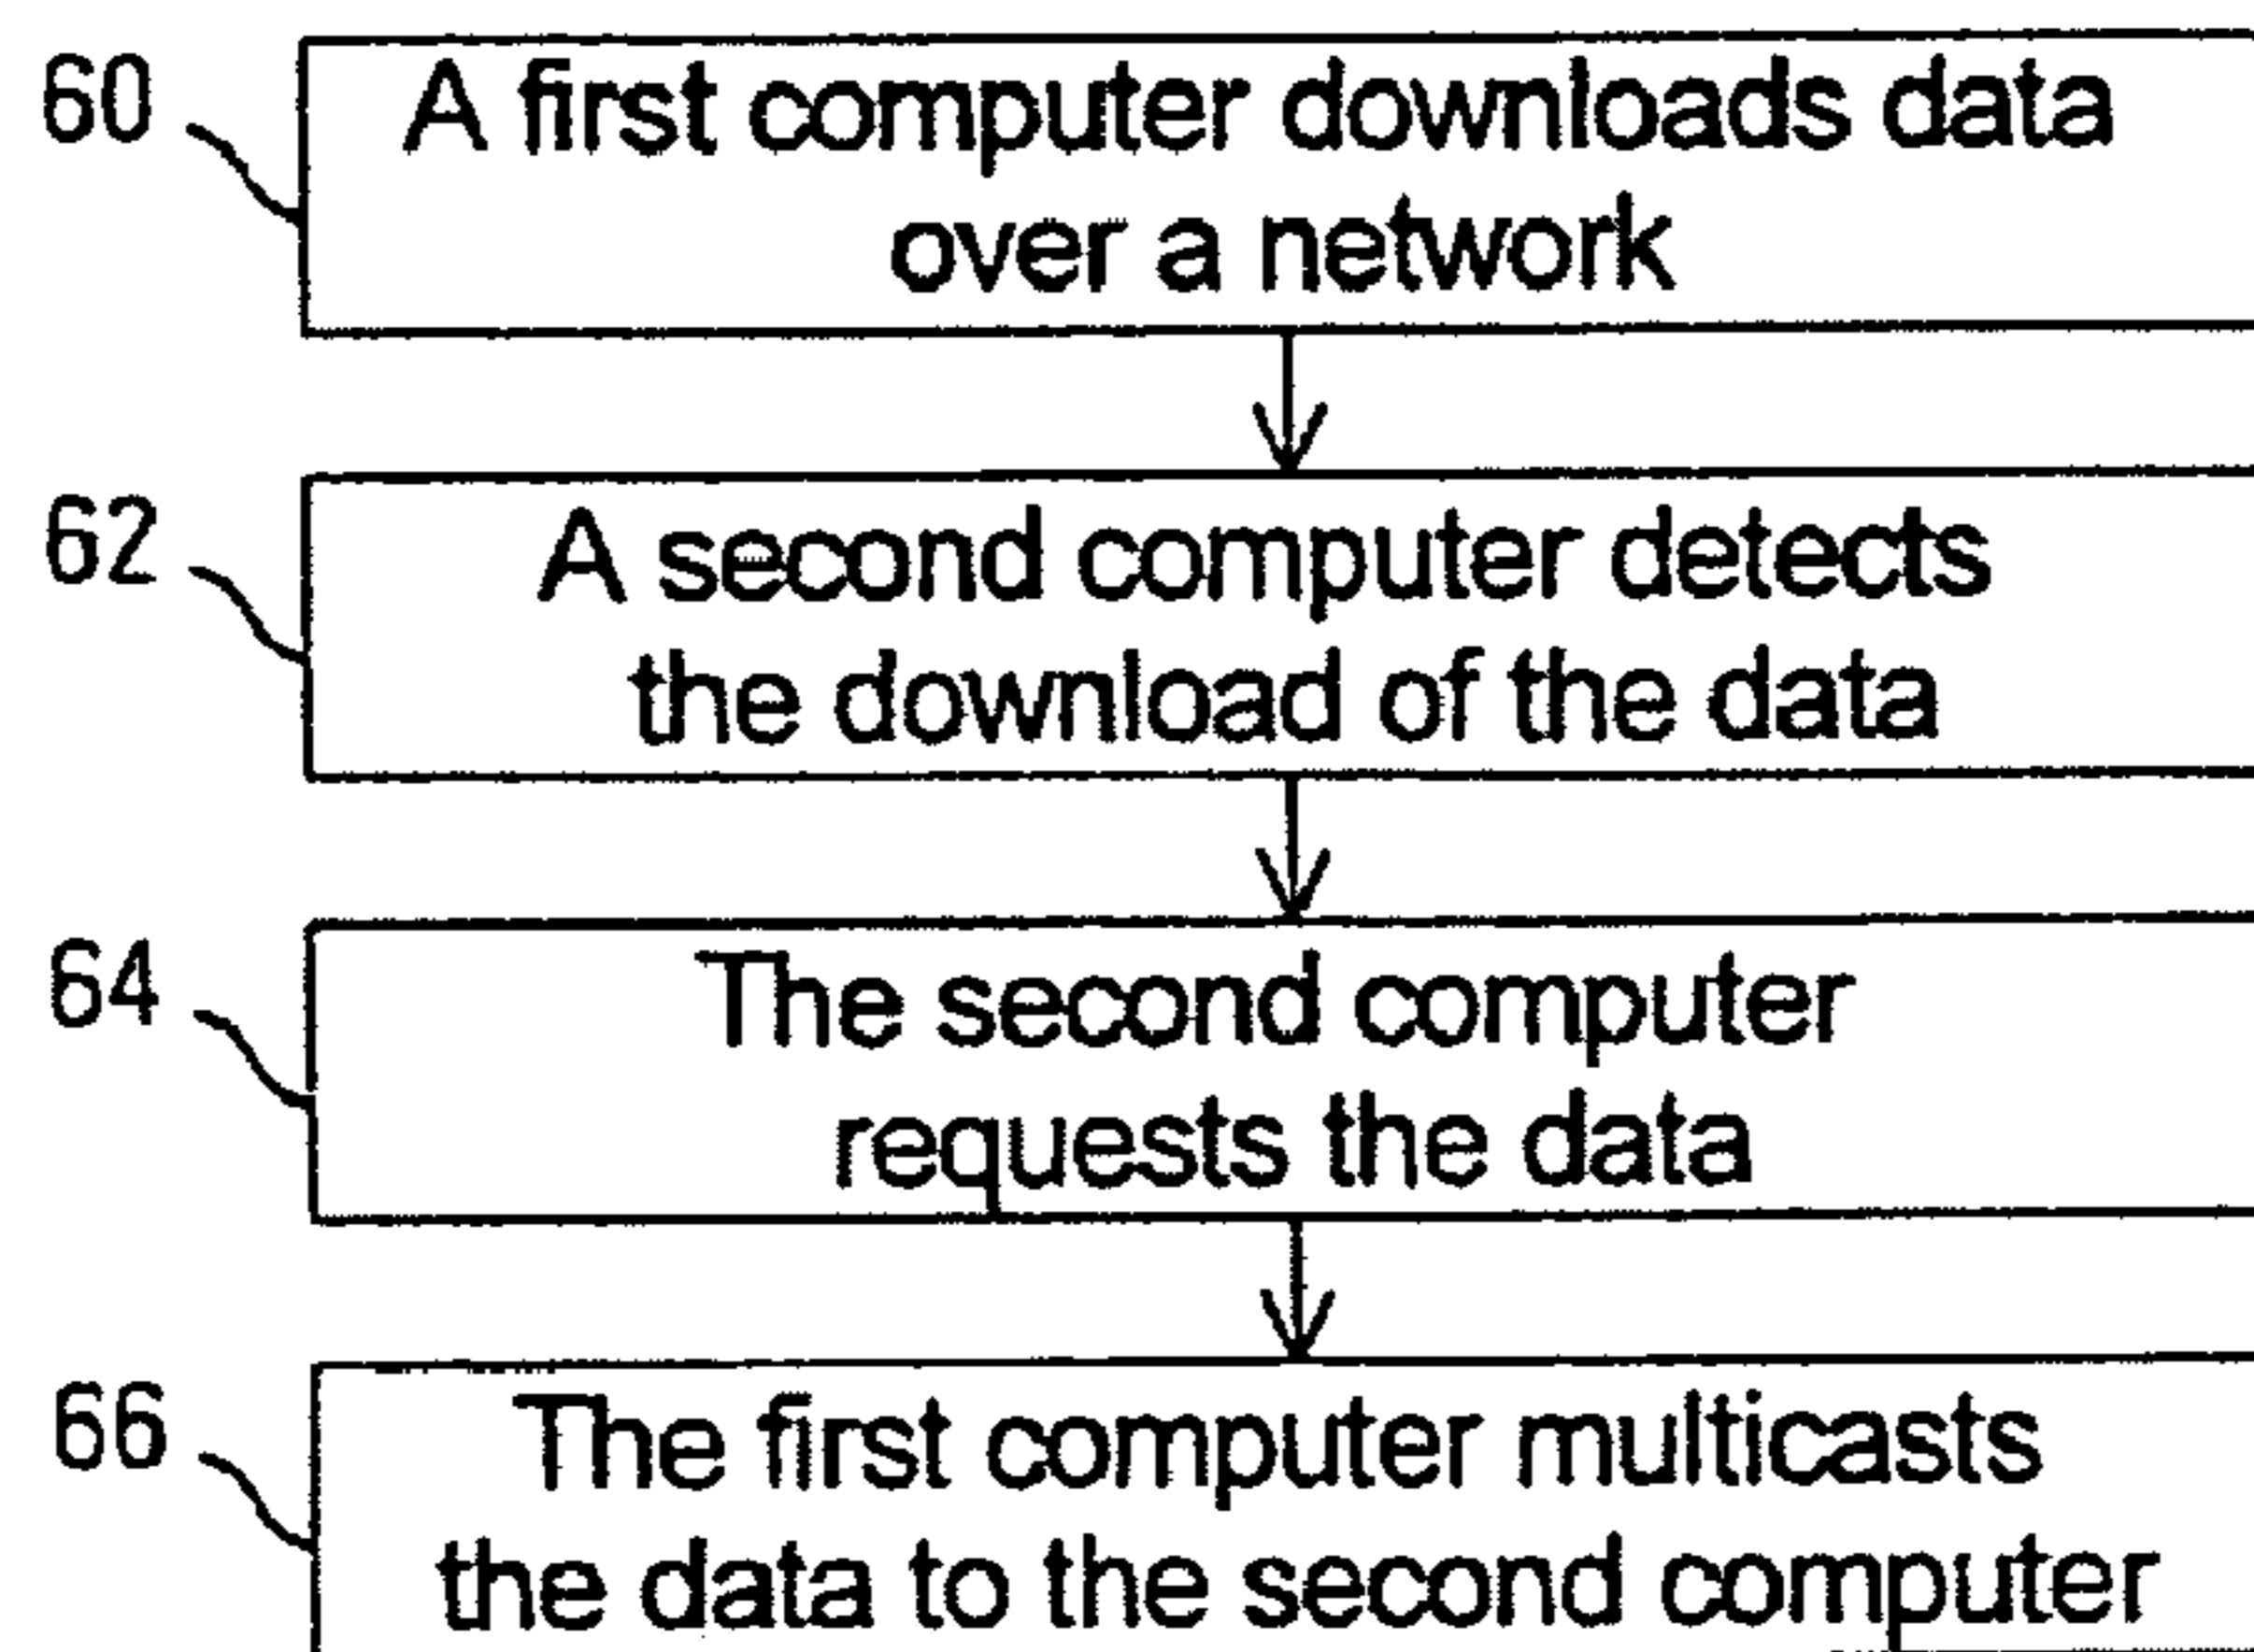 60
A first computer downloads data
over a network
62
A second computer detects
the download of the data
64
The second computer
requests the data
66
The first computer multicasts
the data to the second computer